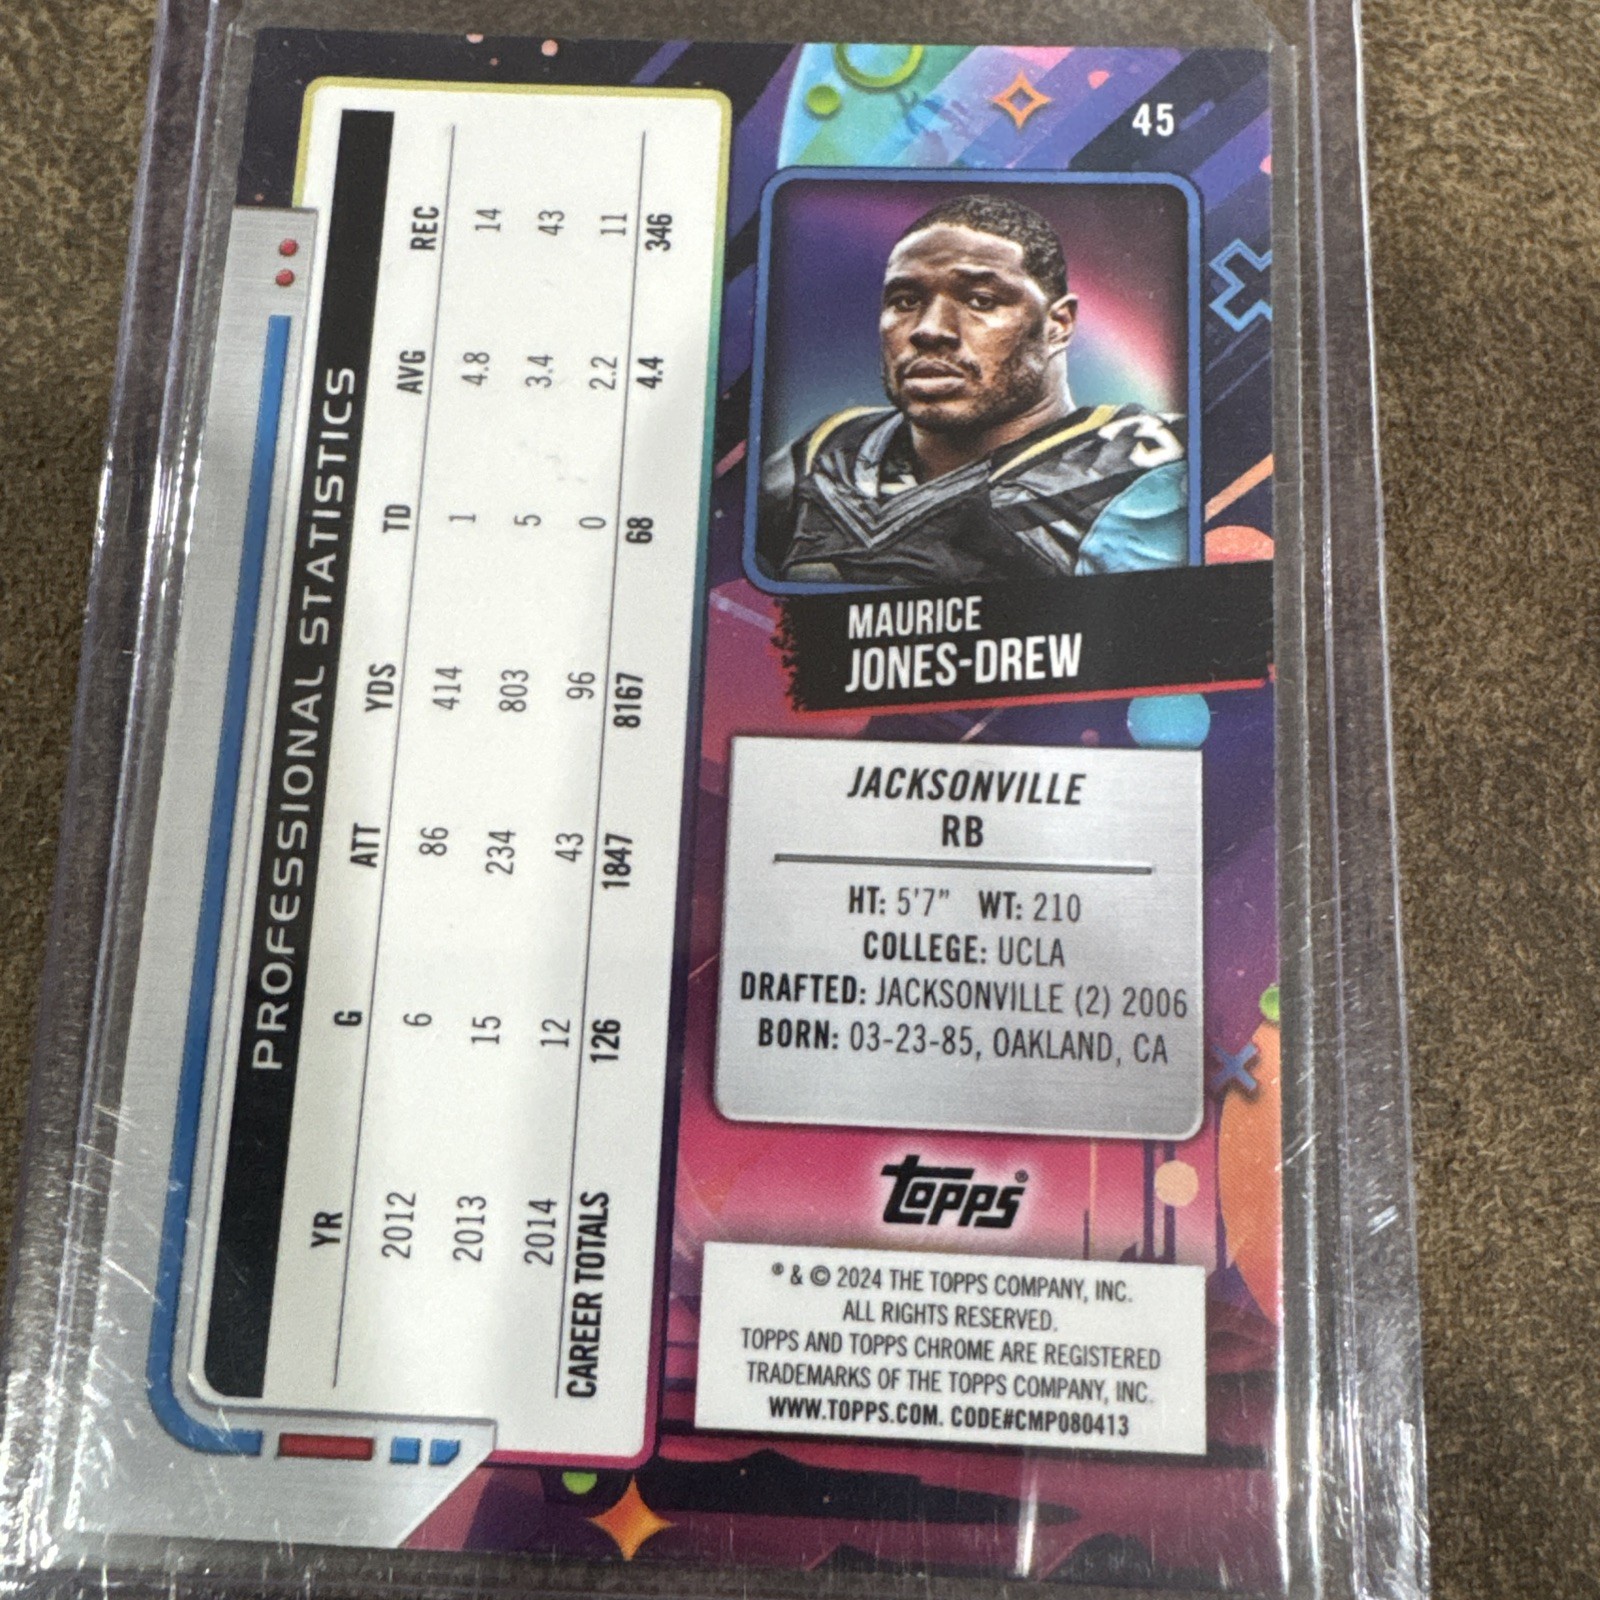 45
3
MAURICE
JONES-DREW
JACKSONVILLE
RB
HT: 5'7" WT: 210
COLLEGE: UCLA
DRAFTED: JACKSONVILLE (2) 2006
BORN: 03-23-85, OAKLAND, CA
Topps®
® & © 2024 THE TOPPS COMPANY, INC.
ALL RIGHTS RESERVED.
TOPPS AND TOPPS CHROME ARE REGISTERED
TRADEMARKS OF THE TOPPS COMPANY, INC.
WWW.TOPPS.COM. CODE#CMP080413
PROFESSIONAL STATISTICS
YR G ATT YDS TD AVG REC
2012 6 86 414 1 4.8 14
2013 15 234 803 5 3.4 43
2014 12 43 96 0 2.2 11
CAREER TOTALS 126 1847 8167 68 4.4 346